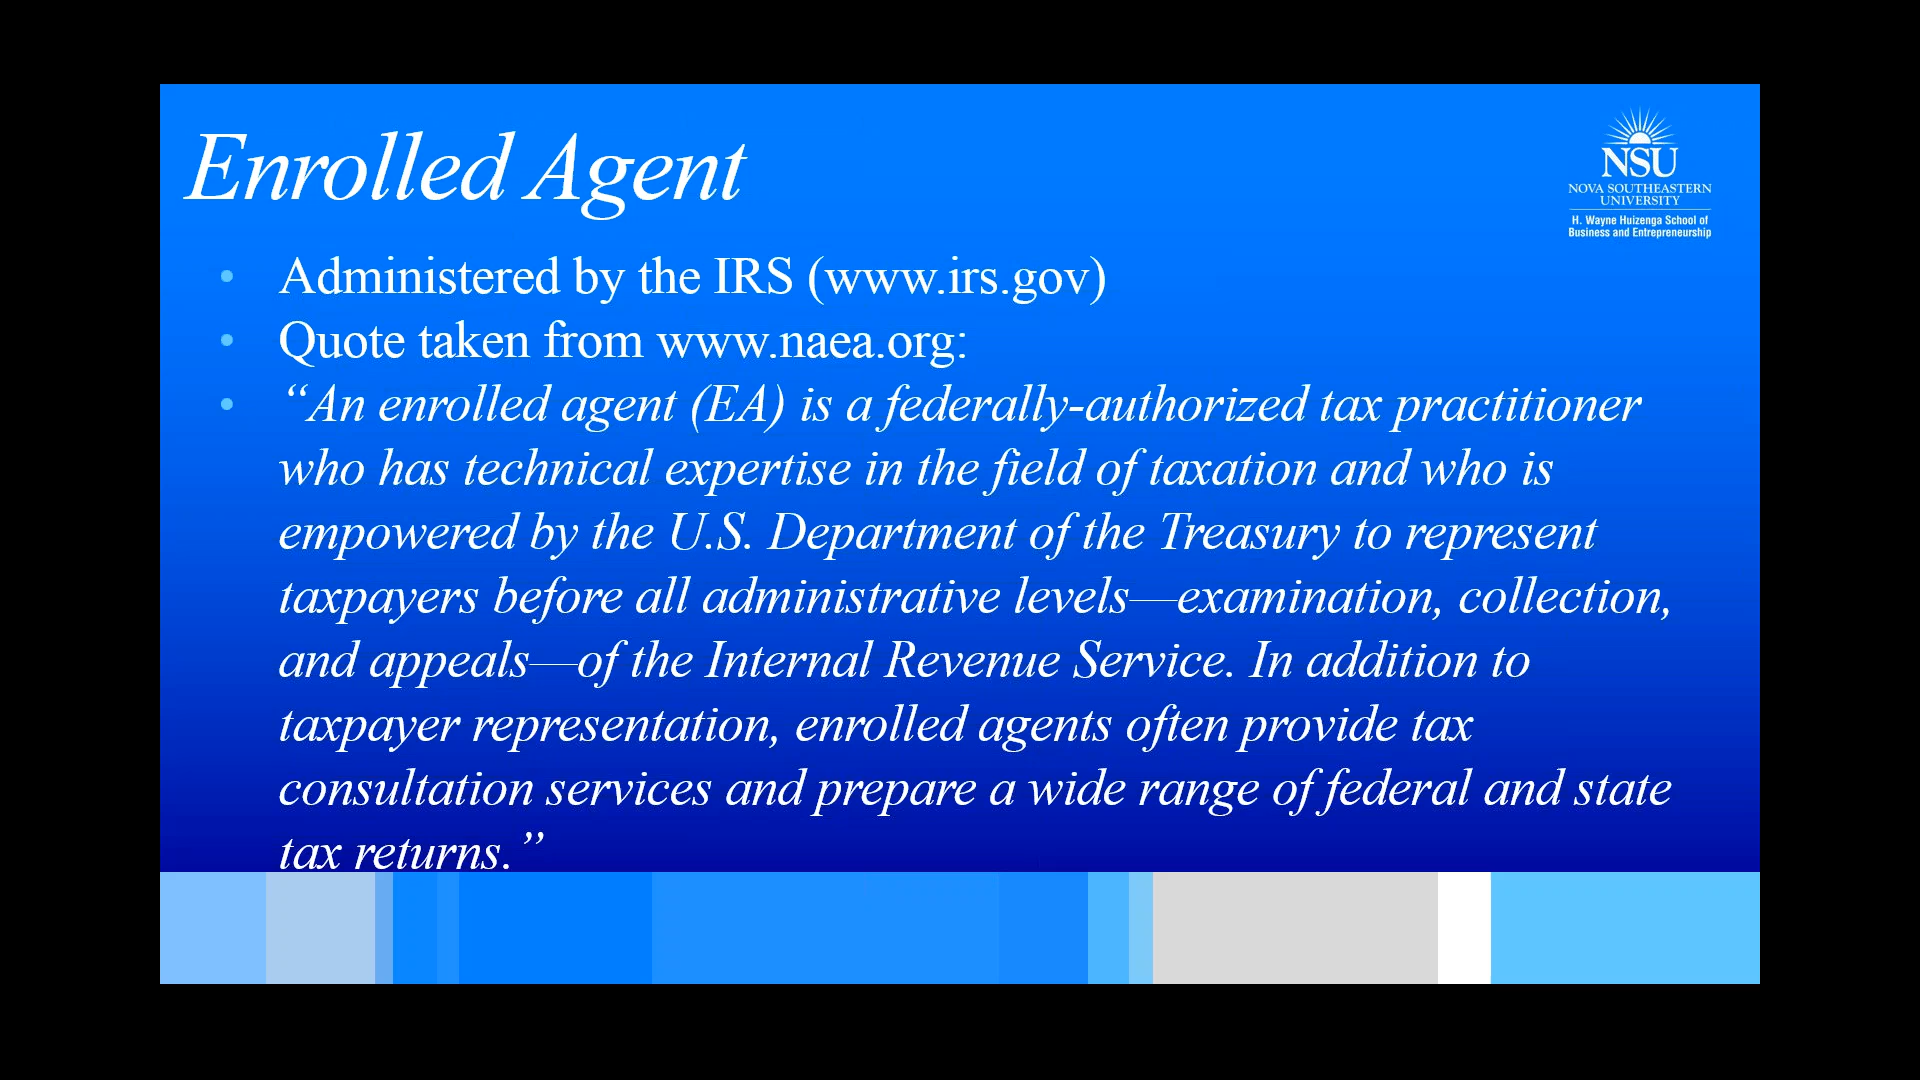 Enrolled Agent
NSU
NOVA SOUTHEASTERN
UNIVERSITY
H. Wayne Huizenga School of
Business and Entrepreneurship
• Administered by the IRS (www.irs.gov)
• Quote taken from www.naea.org:
• “An enrolled agent (EA) is a federally-authorized tax practitioner
who has technical expertise in the field of taxation and who is
empowered by the U.S. Department of the Treasury to represent
taxpayers before all administrative levels—examination, collection,
and appeals—of the Internal Revenue Service. In addition to
taxpayer representation, enrolled agents often provide tax
consultation services and prepare a wide range of federal and state
tax returns.”